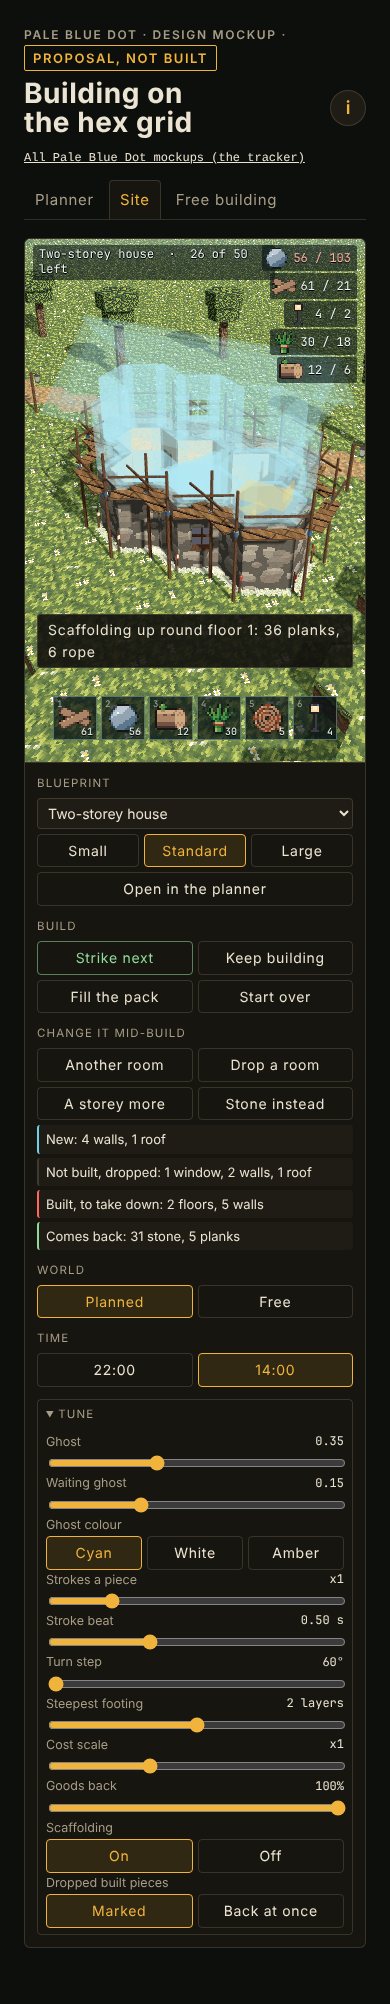 PALE BLUE DOT · DESIGN MOCKUP ·
PROPOSAL, NOT BUILT
Building on
the hex grid
i
All Pale Blue Dot mockups (the tracker)
Planner
Site
Free building
Two-storey house · 26 of 50
left
56 / 103
61 / 21
4 / 2
30 / 18
12 / 6
Scaffolding up round floor 1: 36 planks,
6 rope
1 61
2 56
3 12
4 30
5 5
6 4
BLUEPRINT
Two-storey house
Small
Standard
Large
Open in the planner
BUILD
Strike next
Keep building
Fill the pack
Start over
CHANGE IT MID-BUILD
Another room
Drop a room
A storey more
Stone instead
New: 4 walls, 1 roof
Not built, dropped: 1 window, 2 walls, 1 roof
Built, to take down: 2 floors, 5 walls
Comes back: 31 stone, 5 planks
WORLD
Planned
Free
TIME
22:00
14:00
▼ TUNE
Ghost 0.35
Waiting ghost 0.15
Ghost colour
Cyan
White
Amber
Strokes a piece x1
Stroke beat 0.50 s
Turn step 60°
Steepest footing 2 layers
Cost scale x1
Goods back 100%
Scaffolding
On
Off
Dropped built pieces
Marked
Back at once